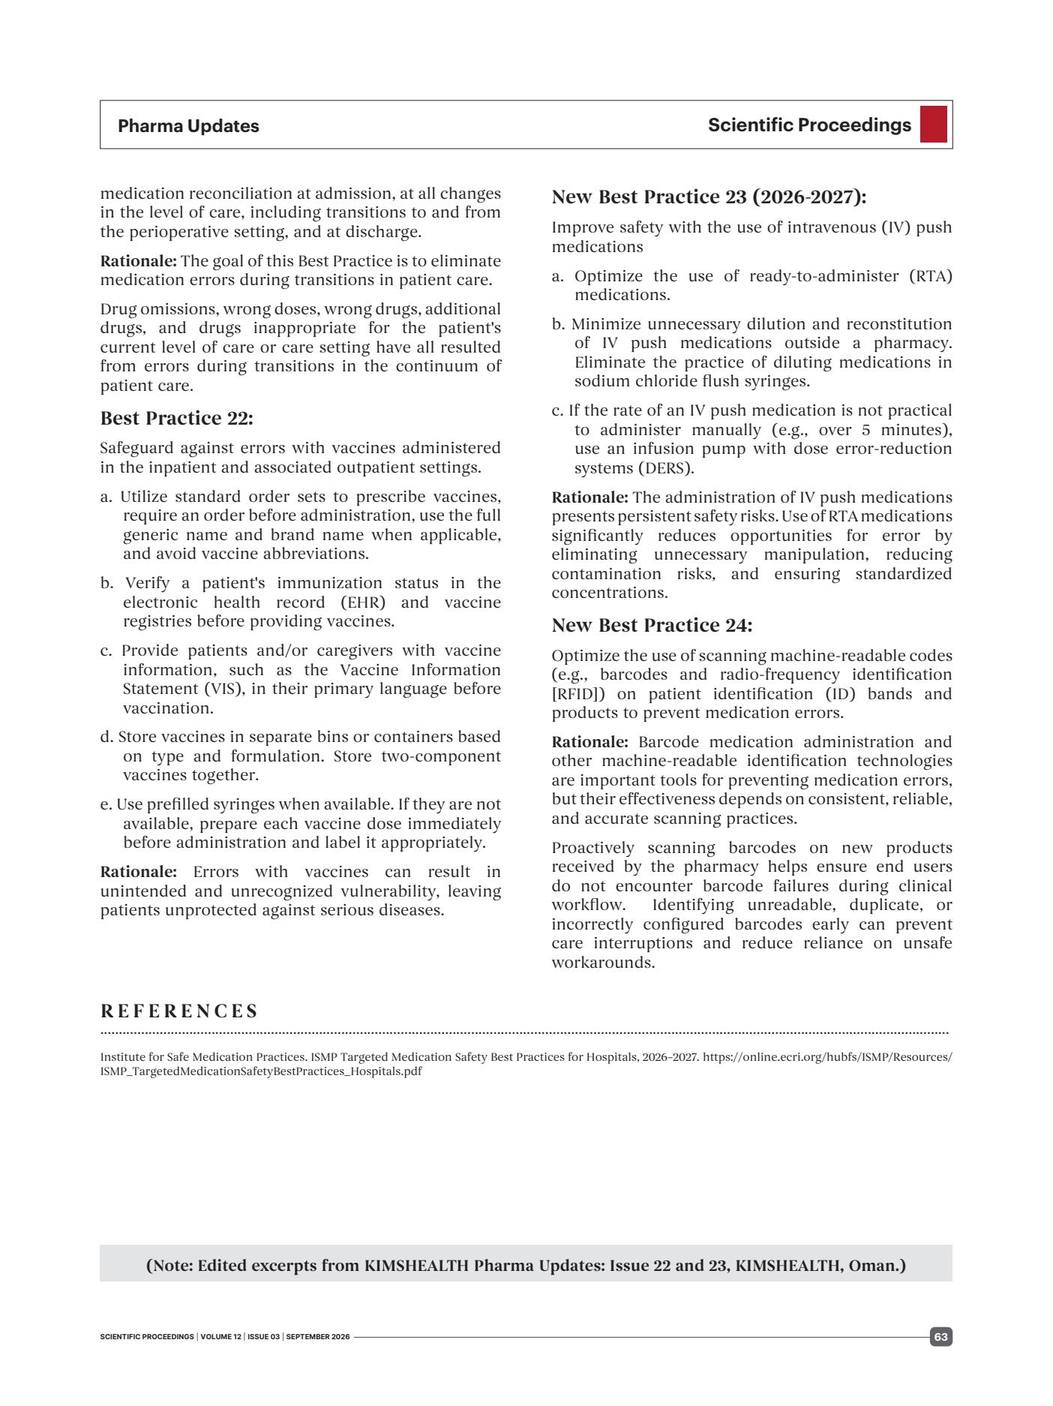 Pharma Updates
Scientific Proceedings
medication reconciliation at admission, at all changes
in the level of care, including transitions to and from
the perioperative setting, and at discharge.
Rationale: The goal of this Best Practice is to eliminate
medication errors during transitions in patient care.
Drug omissions, wrong doses, wrong drugs, additional
drugs, and drugs inappropriate for the patient's
current level of care or care setting have all resulted
from errors during transitions in the continuum of
patient care.
Best Practice 22:
Safeguard against errors with vaccines administered
in the inpatient and associated outpatient settings.
a. Utilize standard order sets to prescribe vaccines,
require an order before administration, use the full
generic name and brand name when applicable,
and avoid vaccine abbreviations.
b. Verify a patient's immunization status in the
electronic health record (EHR) and vaccine
registries before providing vaccines.
c. Provide patients and/or caregivers with vaccine
information, such as the Vaccine Information
Statement (VIS), in their primary language before
vaccination.
d. Store vaccines in separate bins or containers based
on type and formulation. Store two-component
vaccines together.
e. Use prefilled syringes when available. If they are not
available, prepare each vaccine dose immediately
before administration and label it appropriately.
Rationale: Errors with vaccines can result in
unintended and unrecognized vulnerability, leaving
patients unprotected against serious diseases.
New Best Practice 23 (2026-2027):
Improve safety with the use of intravenous (IV) push
medications
a. Optimize the use of ready-to-administer (RTA)
medications.
b. Minimize unnecessary dilution and reconstitution
of IV push medications outside a pharmacy.
Eliminate the practice of diluting medications in
sodium chloride flush syringes.
c. If the rate of an IV push medication is not practical
to administer manually (e.g., over 5 minutes),
use an infusion pump with dose error-reduction
systems (DERS).
Rationale: The administration of IV push medications
presents persistent safety risks. Use of RTA medications
significantly reduces opportunities for error by
eliminating unnecessary manipulation, reducing
contamination risks, and ensuring standardized
concentrations.
New Best Practice 24:
Optimize the use of scanning machine-readable codes
(e.g., barcodes and radio-frequency identification
[RFID]) on patient identification (ID) bands and
products to prevent medication errors.
Rationale: Barcode medication administration and
other machine-readable identification technologies
are important tools for preventing medication errors,
but their effectiveness depends on consistent, reliable,
and accurate scanning practices.
Proactively scanning barcodes on new products
received by the pharmacy helps ensure end users
do not encounter barcode failures during clinical
workflow. Identifying unreadable, duplicate, or
incorrectly configured barcodes early can prevent
care interruptions and reduce reliance on unsafe
workarounds.
REFERENCES
Institute for Safe Medication Practices. ISMP Targeted Medication Safety Best Practices for Hospitals, 2026–2027. https://online.ecri.org/hubfs/ISMP/Resources/
ISMP_TargetedMedicationSafetyBestPractices_Hospitals.pdf
(Note: Edited excerpts from KIMSHEALTH Pharma Updates: Issue 22 and 23, KIMSHEALTH, Oman.)
SCIENTIFIC PROCEEDINGS | VOLUME 12 | ISSUE 03 | SEPTEMBER 2026
63